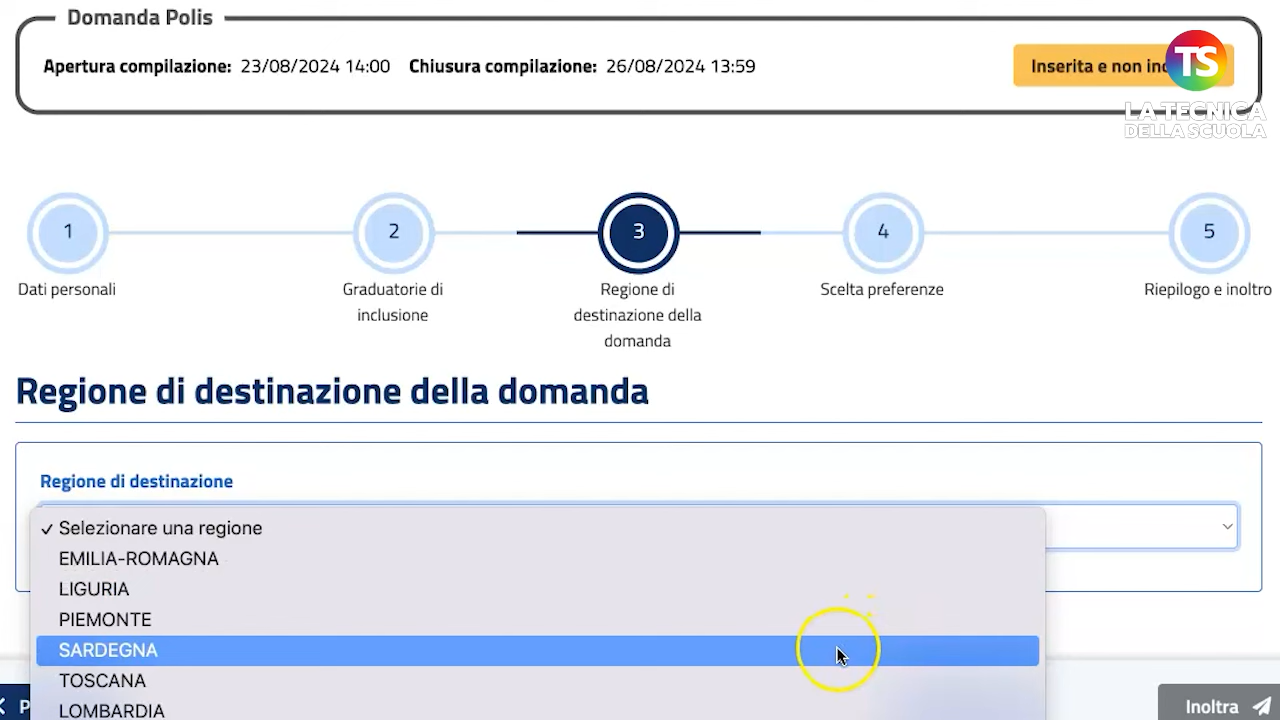 Domanda Polis
Apertura compilazione: 23/08/2024 14:00 Chiusura compilazione: 26/08/2024 13:59
Inserita e non
TS
LA TECNICA
DELLA SCUOLA
1 2 3 4 5
Dati personali
Graduatorie di
inclusione
Regione di
destinazione della
domanda
Scelta preferenze
Riepilogo e inoltro
Regione di destinazione della domanda
Regione di destinazione
✓ Selezionare una regione
EMILIA-ROMAGNA
LIGURIA
PIEMONTE
SARDEGNA
TOSCANA
LOMBARDIA
Inoltra